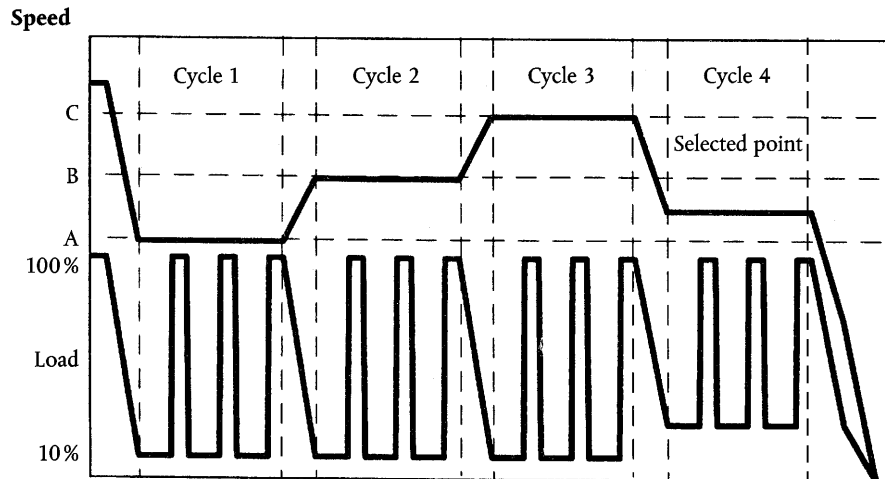 Speed
Cycle 1 Cycle 2 Cycle 3 Cycle 4
C
Selected point
B
A
100%
Load
10%